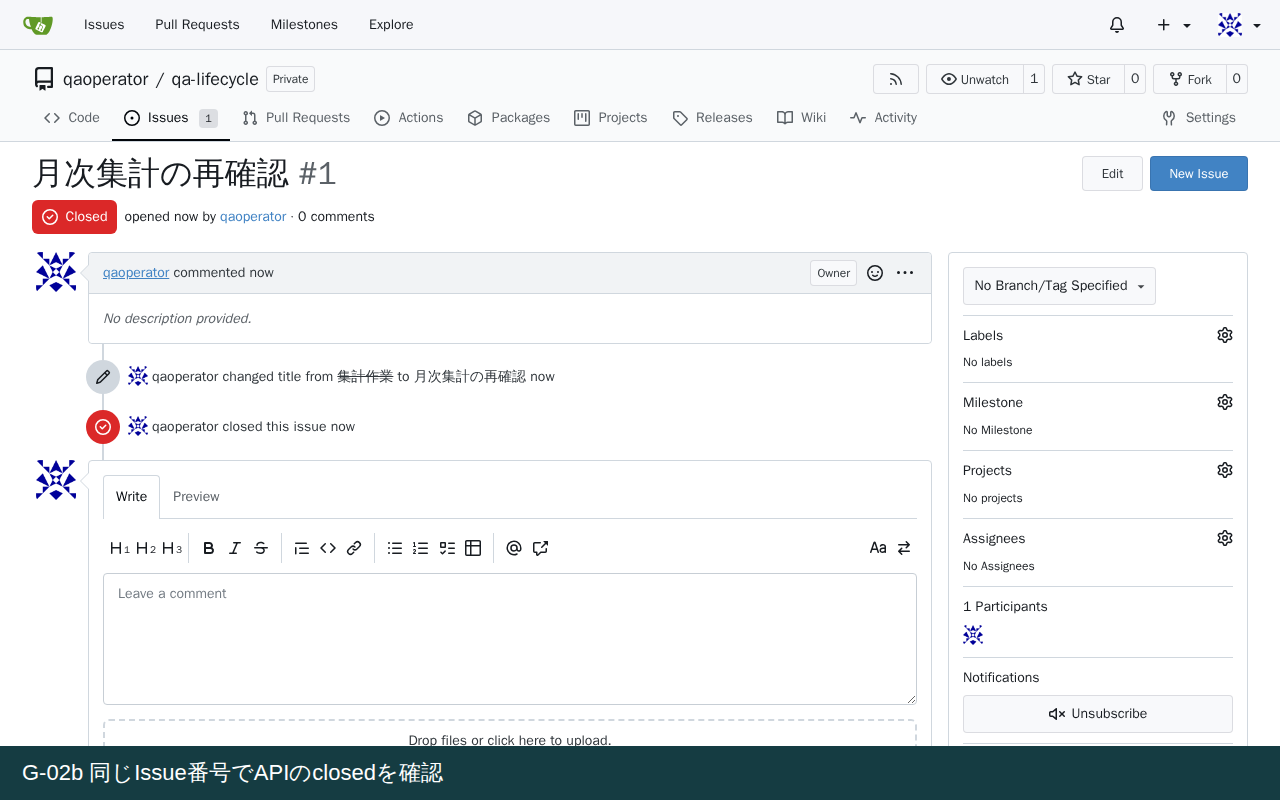 Issues Pull Requests Milestones Explore
qaoperator / qa-lifecycle Private
Unwatch 1 Star 0 Fork 0
Code Issues 1 Pull Requests Actions Packages Projects Releases Wiki Activity Settings
月次集計の再確認 #1
Edit New Issue
Closed opened now by qaoperator · 0 comments
qaoperator commented now Owner
No description provided.
qaoperator changed title from 集計作業 to 月次集計の再確認 now
qaoperator closed this issue now
Write Preview
H1 H2 H3 B I S Aa
Leave a comment
Drop files or click here to upload.
No Branch/Tag Specified
Labels
No labels
Milestone
No Milestone
Projects
No projects
Assignees
No Assignees
1 Participants
Notifications
Unsubscribe
G-02b 同じIssue番号でAPIのclosedを確認